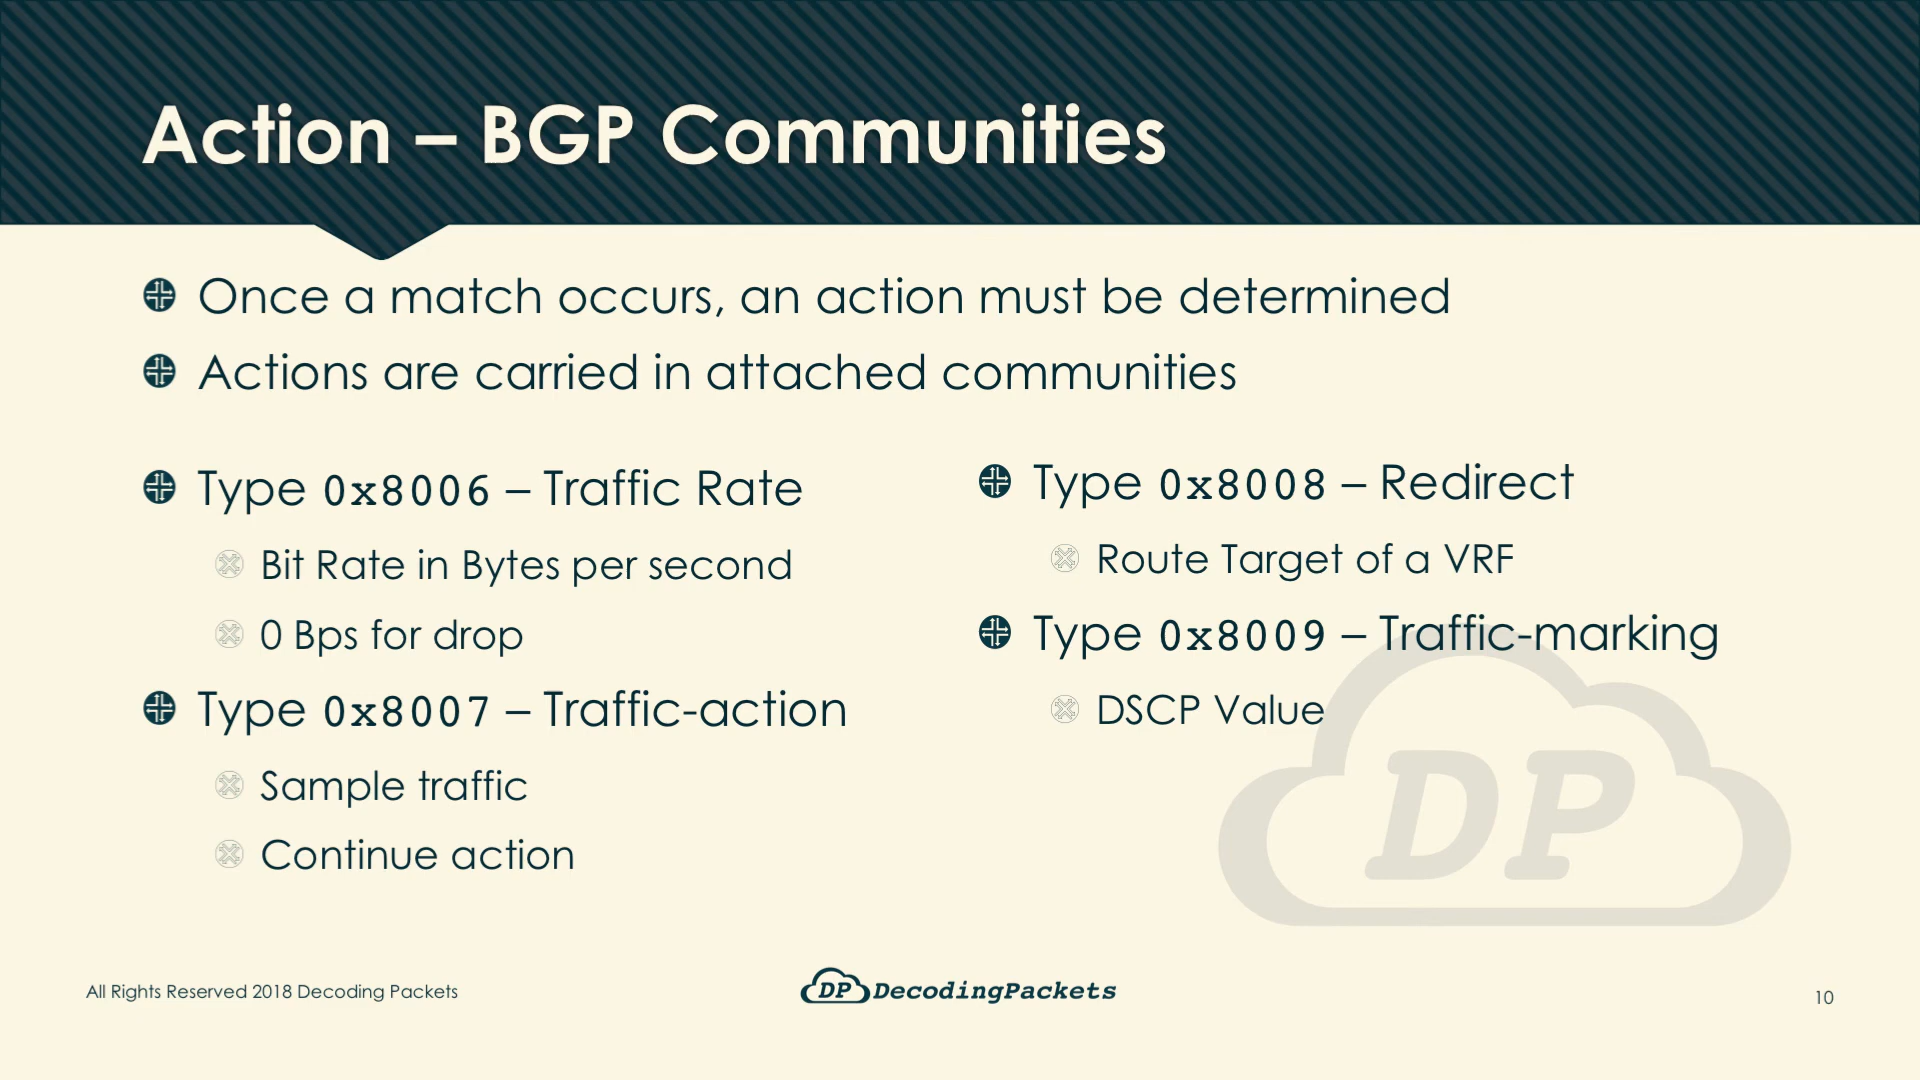 Action – BGP Communities
Once a match occurs, an action must be determined
Actions are carried in attached communities
Type 0x8006 – Traffic Rate
Bit Rate in Bytes per second
0 Bps for drop
Type 0x8007 – Traffic-action
Sample traffic
Continue action
Type 0x8008 – Redirect
Route Target of a VRF
Type 0x8009 – Traffic-marking
DSCP Value
DP
All Rights Reserved 2018 Decoding Packets
DP DecodingPackets
10